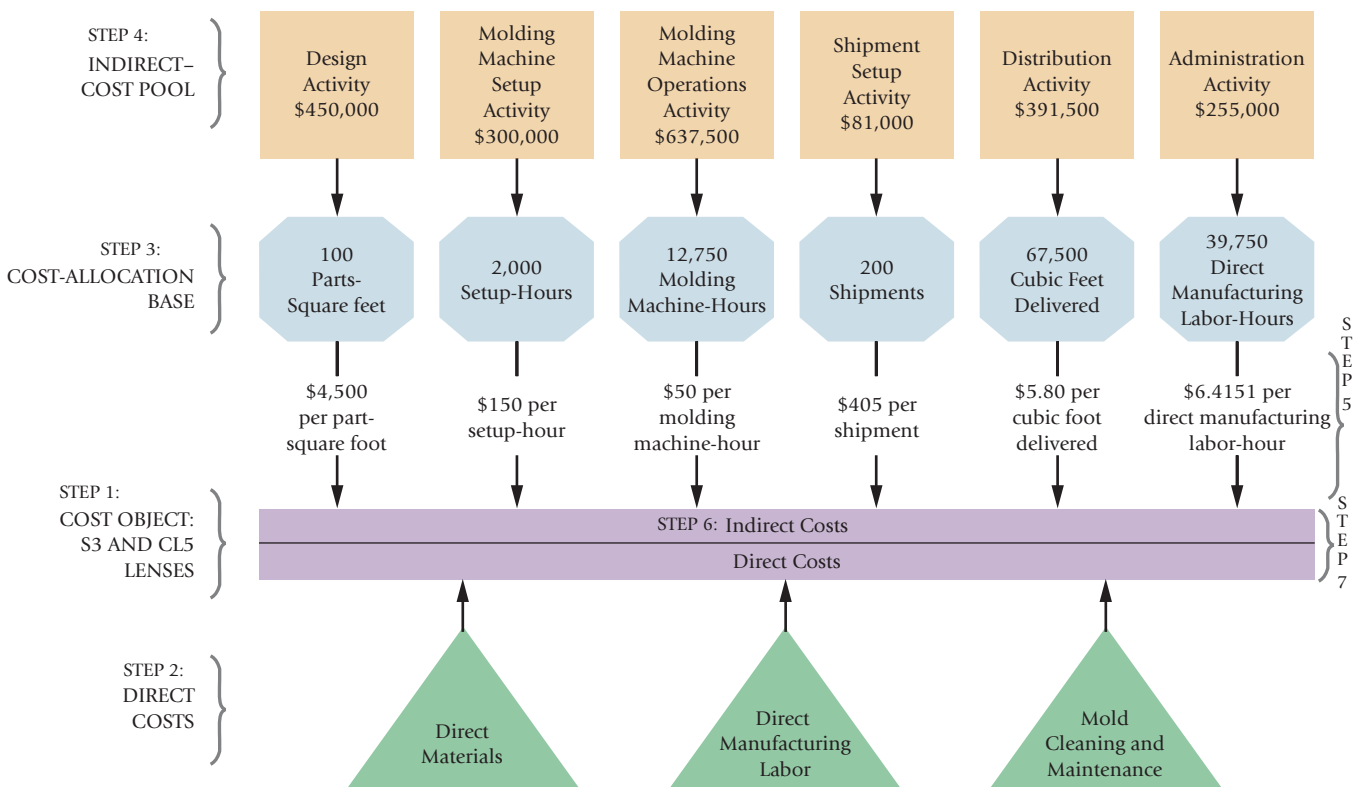 STEP 4:
INDIRECT–
COST POOL
Design
Activity
$450,000
Molding
Machine
Setup
Activity
$300,000
Molding
Machine
Operations
Activity
$637,500
Shipment
Setup
Activity
$81,000
Distribution
Activity
$391,500
Administration
Activity
$255,000
STEP 3:
COST-ALLOCATION
BASE
100
Parts-
Square feet
2,000
Setup-Hours
12,750
Molding
Machine-Hours
200
Shipments
67,500
Cubic Feet
Delivered
39,750
Direct
Manufacturing
Labor-Hours
$4,500
per part-
square foot
$150 per
setup-hour
$50 per
molding
machine-hour
$405 per
shipment
$5.80 per
cubic foot
delivered
$6.4151 per
direct manufacturing
labor-hour
STEP 5
STEP 1:
COST OBJECT:
S3 AND CL5
LENSES
STEP 6: Indirect Costs
Direct Costs
STEP 7
STEP 2:
DIRECT
COSTS
Direct
Materials
Direct
Manufacturing
Labor
Mold
Cleaning and
Maintenance